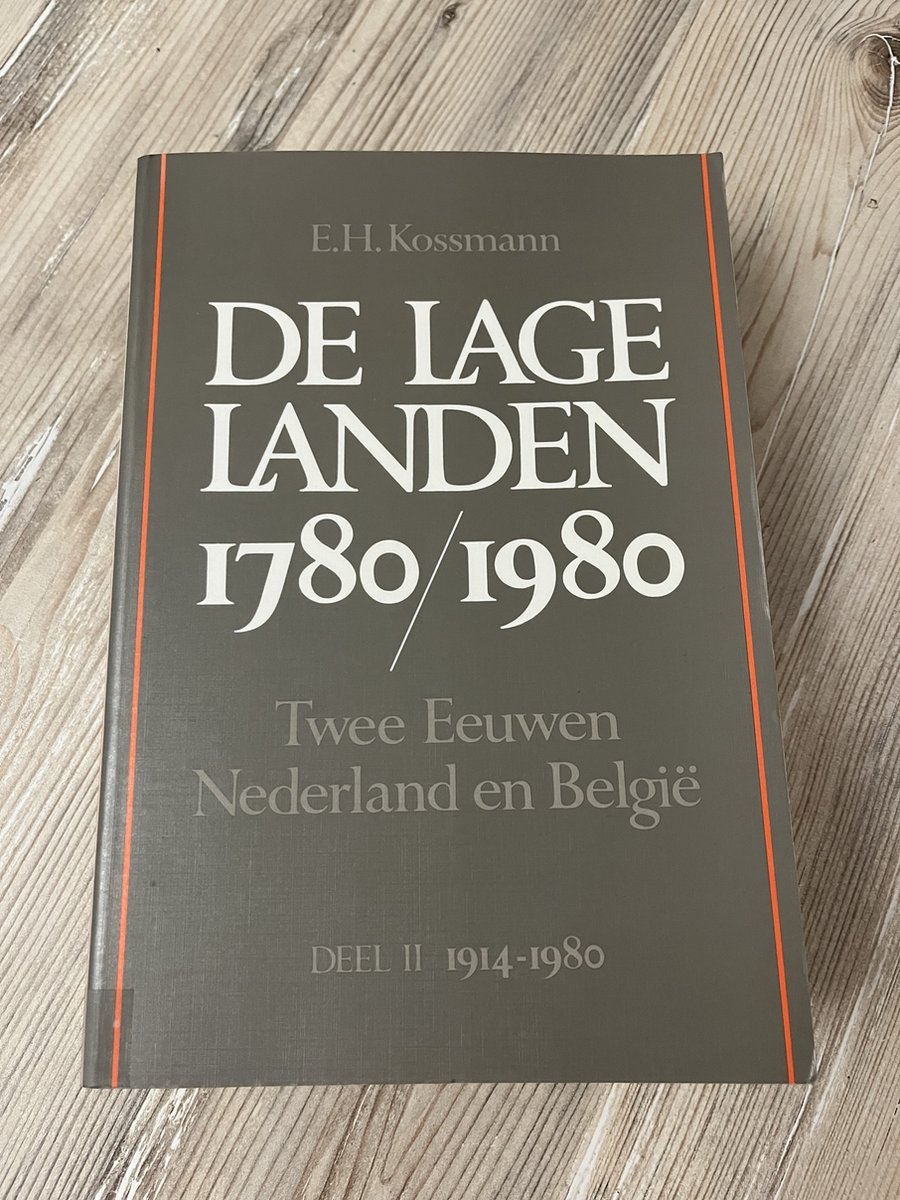 E.H. Kossmann
DE LAGE
LANDEN
1780/1980
Twee Eeuwen
Nederland en België
DEEL II 1914-1980